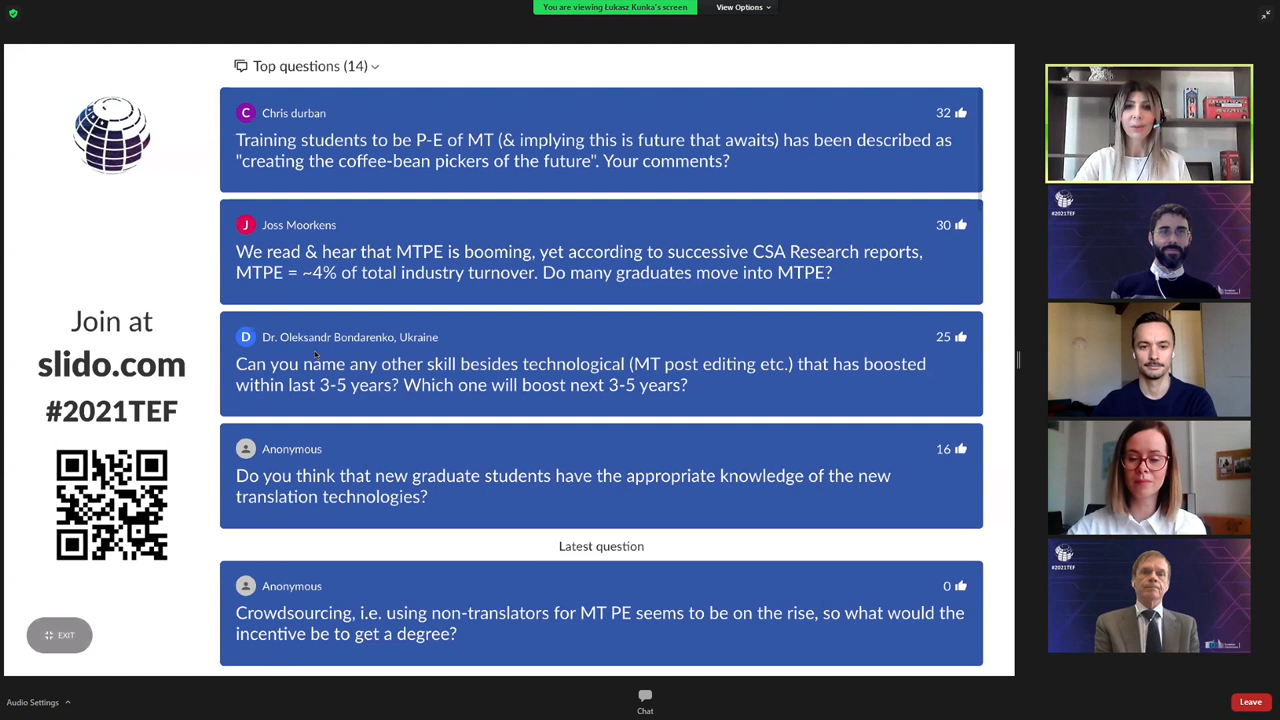 You are viewing Łukasz Kunka's screen
View Options
Top questions (14)
C Chris durban
32
Training students to be P-E of MT (& implying this is future that awaits) has been described as
"creating the coffee-bean pickers of the future". Your comments?
J Joss Moorkens
30
We read & hear that MTPE is booming, yet according to successive CSA Research reports,
MTPE = ~4% of total industry turnover. Do many graduates move into MTPE?
D Dr. Oleksandr Bondarenko, Ukraine
25
Can you name any other skill besides technological (MT post editing etc.) that has boosted
within last 3-5 years? Which one will boost next 3-5 years?
Anonymous
16
Do you think that new graduate students have the appropriate knowledge of the new
translation technologies?
Latest question
Anonymous
0
Crowdsourcing, i.e. using non-translators for MT PE seems to be on the rise, so what would the
incentive be to get a degree?
Join at
slido.com
#2021TEF
EXIT
#2021TEF
#2021TEF
Audio Settings
Chat
Leave